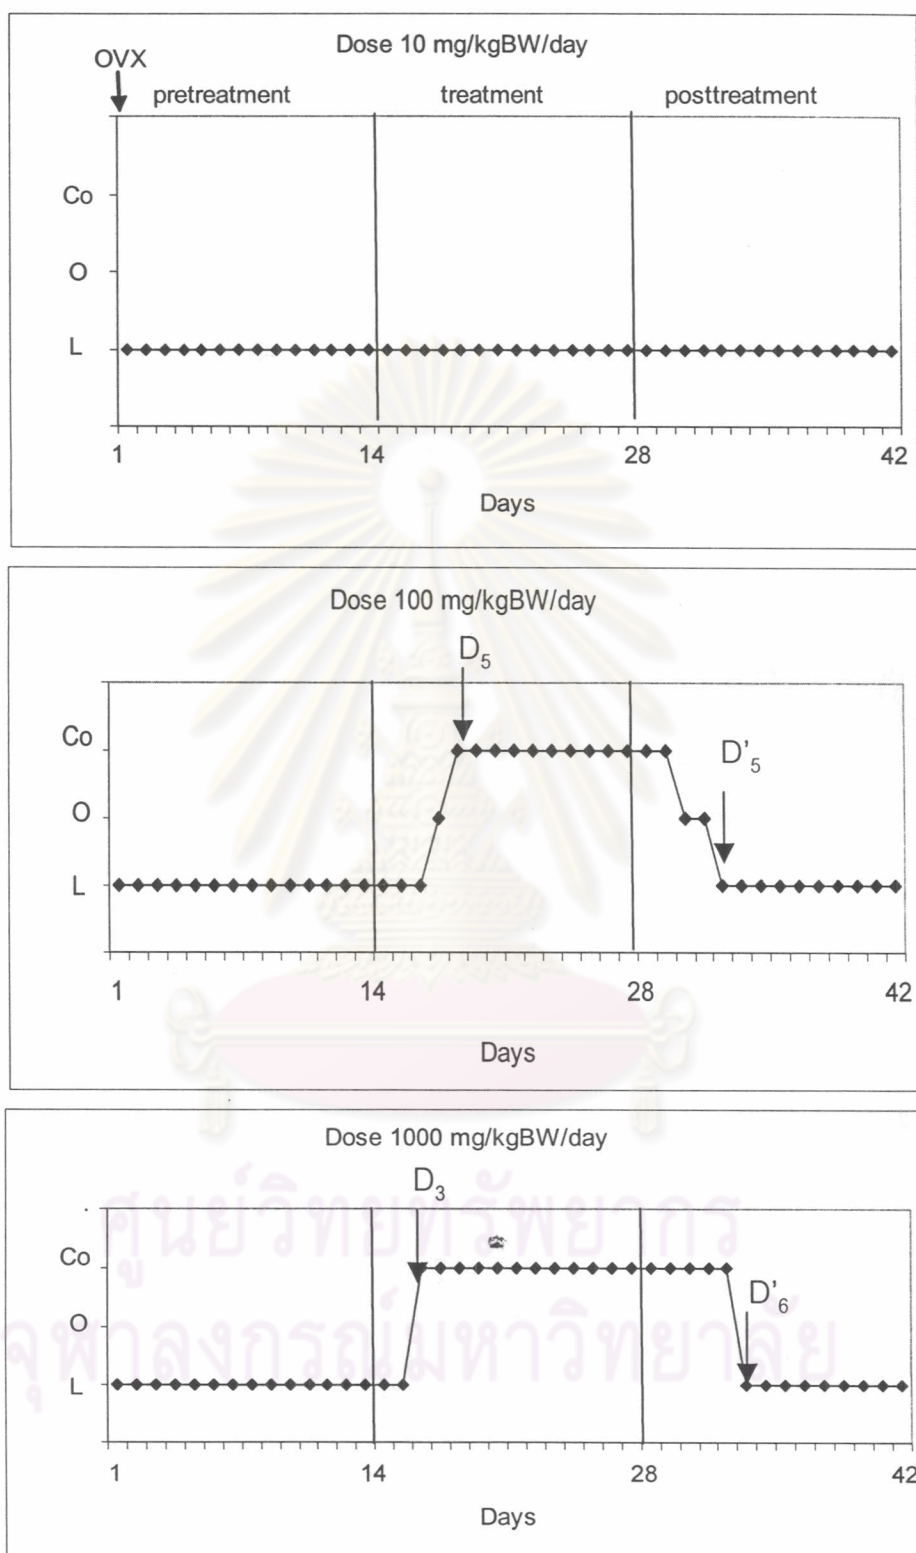 Dose 10 mg/kgBW/day
OVX
pretreatment treatment posttreatment
Co
O
L
1 14 28 42
Days
Dose 100 mg/kgBW/day
D5
Co
D'5
O
L
1 14 28 42
Days
Dose 1000 mg/kgBW/day
D3
ศูนย์วิทยทรัพยากร
Co
D'6
O
จุฬาลงกรณ์มหาวิทยาลัย
L
1 14 28 42
Days